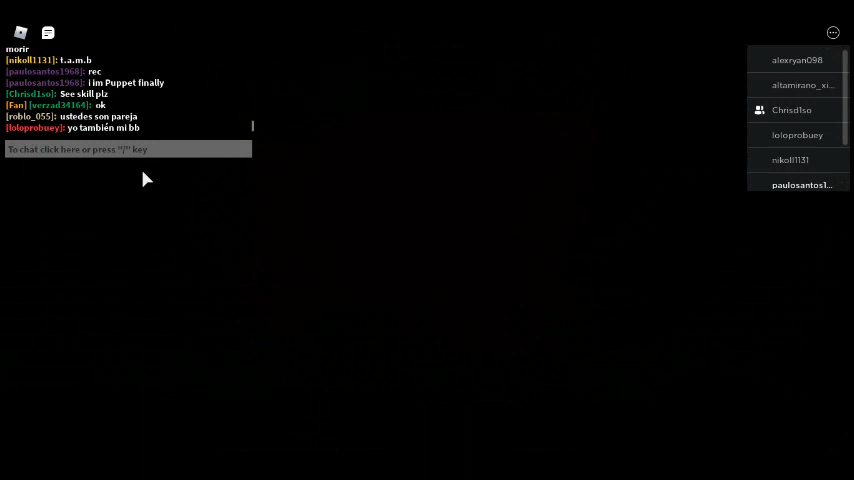 morir
[nikoll1131]: t.a.m.b
[paulosantos1968]: rec
[paulosantos1968]: i im Puppet finally
[Chrisd1so]: See skill plz
[Fan] [verzad34164]: ok
[roblo_055]: ustedes son pareja
[loloprobuey]: yo también mi bb
To chat click here or press "/" key
alexryan098
altamirano_xi...
Chrisd1so
loloprobuey
nikoll1131
paulosantos1...